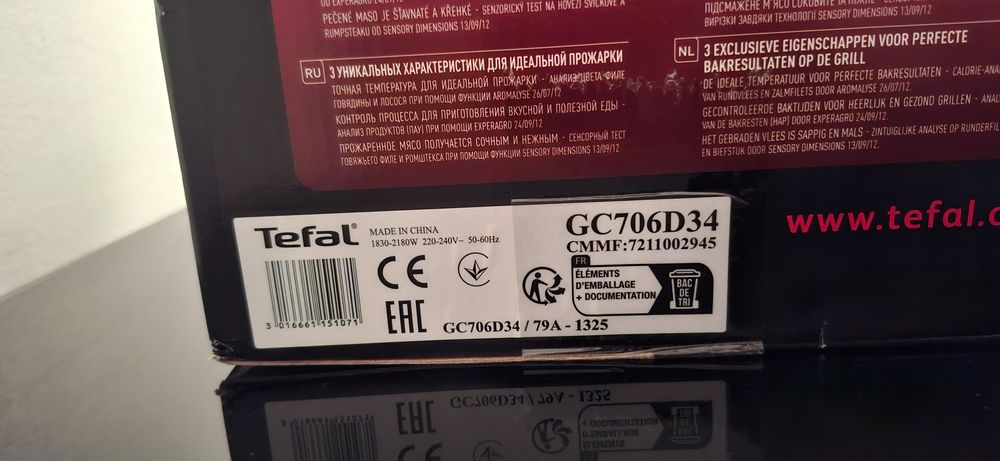 PEČENÉ MASO JE ŠŤAVNATÉ A KŘEHKÉ - SENZORICKÝ TEST NA HOVĚZÍ SVÍČKOVÉ A
RUMPSTEAKU OD SENSORY DIMENSIONS 13/09/12
RU
3 УНИКАЛЬНЫХ ХАРАКТЕРИСТИКИ ДЛЯ ИДЕАЛЬНОЙ ПРОЖАРКИ
ТОЧНАЯ ТЕМПЕРАТУРА ДЛЯ ИДЕАЛЬНОЙ ПРОЖАРКИ - АНАЛИЗ ЦВЕТА ФИЛЕ
ГОВЯДИНЫ И ЛОСОСЯ ПРИ ПОМОЩИ ФУНКЦИИ AROMALYSE 26/07/12
КОНТРОЛЬ ПРОЦЕССА ДЛЯ ПРИГОТОВЛЕНИЯ ВКУСНОЙ И ПОЛЕЗНОЙ ЕДЫ -
АНАЛИЗ ПРОДУКТОВ (ПАУ) ПРИ ПОМОЩИ EXPERAGRO 24/09/12
ПРОЖАРЕННОЕ МЯСО ПОЛУЧАЕТСЯ СОЧНЫМ И НЕЖНЫМ - СЕНСОРНЫЙ ТЕСТ
ГОВЯЖЬЕГО ФИЛЕ И РОМШТЕКСА ПРИ ПОМОЩИ ФУНКЦИИ SENSORY DIMENSIONS 13/09/12
ВИРІЗКИ ЗАВДЯКИ ТЕХНОЛОГІЇ SENSORY DIMENSIONS 13/09/12
NL
3 EXCLUSIEVE EIGENSCHAPPEN VOOR PERFECTE
BAKRESULTATEN OP DE GRILL
DE IDEALE TEMPERATUUR VOOR PERFECTE BAKRESULTATEN - CALORIE-ANA
VAN RUNDVLEES EN ZALMFILETS DOOR AROMALYSE 26/07/12.
GECONTROLEERDE BAKTIJDEN VOOR HEERLIJK EN GEZOND GRILLEN - ANAL
VAN DE BAKRESTEN (HAP) DOOR EXPERAGRO 24/09/12.
HET GEBRADEN VLEES IS SAPPIG EN MALS - ZINTUIGLIJKE ANALYSE OP RUNDERFIL
EN BIEFSTUK DOOR SENSORY DIMENSIONS 13/09/12.
www.tefal.c
Tefal®
MADE IN CHINA
1830-2180W 220-240V~ 50-60Hz
CE
EAC
3 016661 151071
GC706D34 / 79A - 1325
GC706D34
CMMF:7211002945
FR
ÉLÉMENTS
D'EMBALLAGE
+ DOCUMENTATION
BAC
DE
TRI